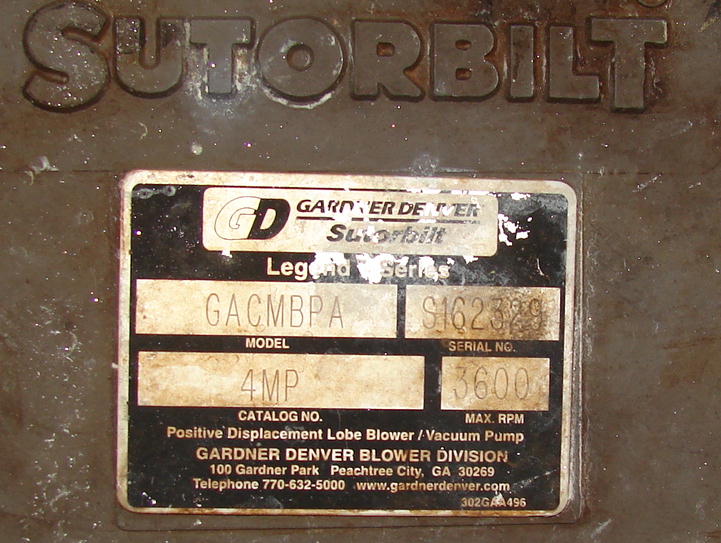 SUTORBILT
GD GARDNER DENVER
Sutorbilt
Legend Series
GACMBPA S162329
MODEL SERIAL NO.
4MP 3600
CATALOG NO. MAX. RPM
Positive Displacement Lobe Blower / Vacuum Pump
GARDNER DENVER BLOWER DIVISION
100 Gardner Park Peachtree City, GA 30269
Telephone 770-632-5000 www.gardnerdenver.com
302GAA496